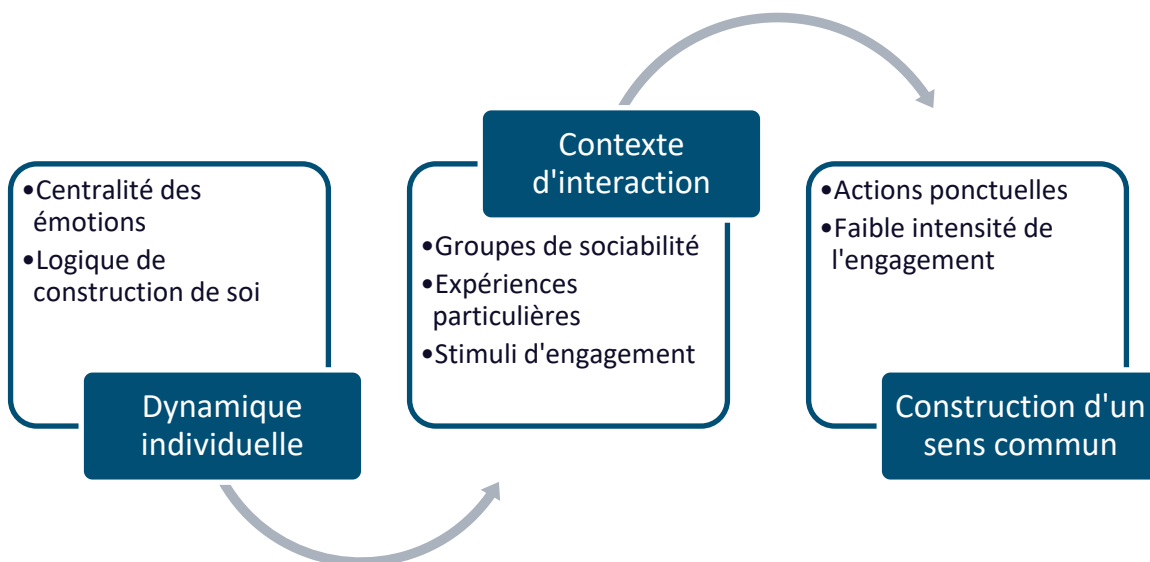 •Centralité des
émotions
•Logique de
construction de soi
Dynamique
individuelle
Contexte
d'interaction
•Groupes de sociabilité
•Expériences
particulières
•Stimuli d'engagement
•Actions ponctuelles
•Faible intensité de
l'engagement
Construction d'un
sens commun